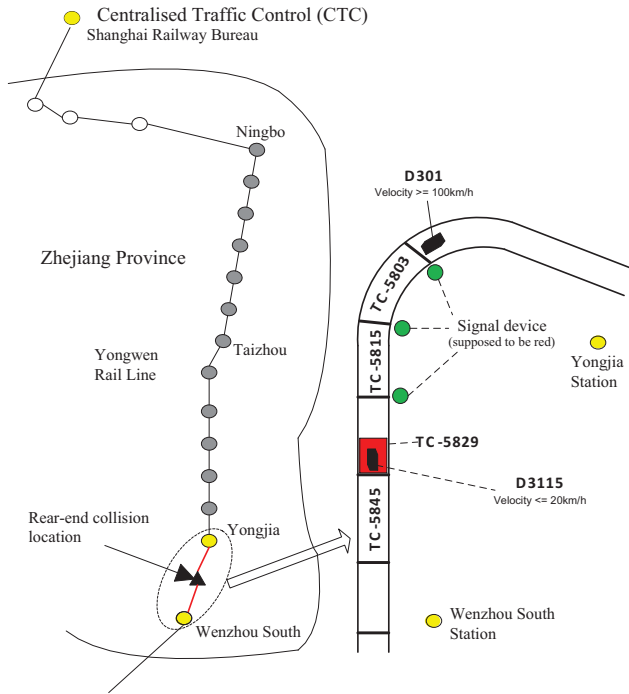 Centralised Traffic Control (CTC)
Shanghai Railway Bureau
Ningbo
Zhejiang Province
Taizhou
Yongwen
Rail Line
Rear-end collision
location
Yongjia
Wenzhou South
D301
Velocity >= 100km/h
TC-5803
Signal device
(supposed to be red)
TC-5815
Yongjia
Station
TC-5829
D3115
Velocity <= 20km/h
TC-5845
Wenzhou South
Station